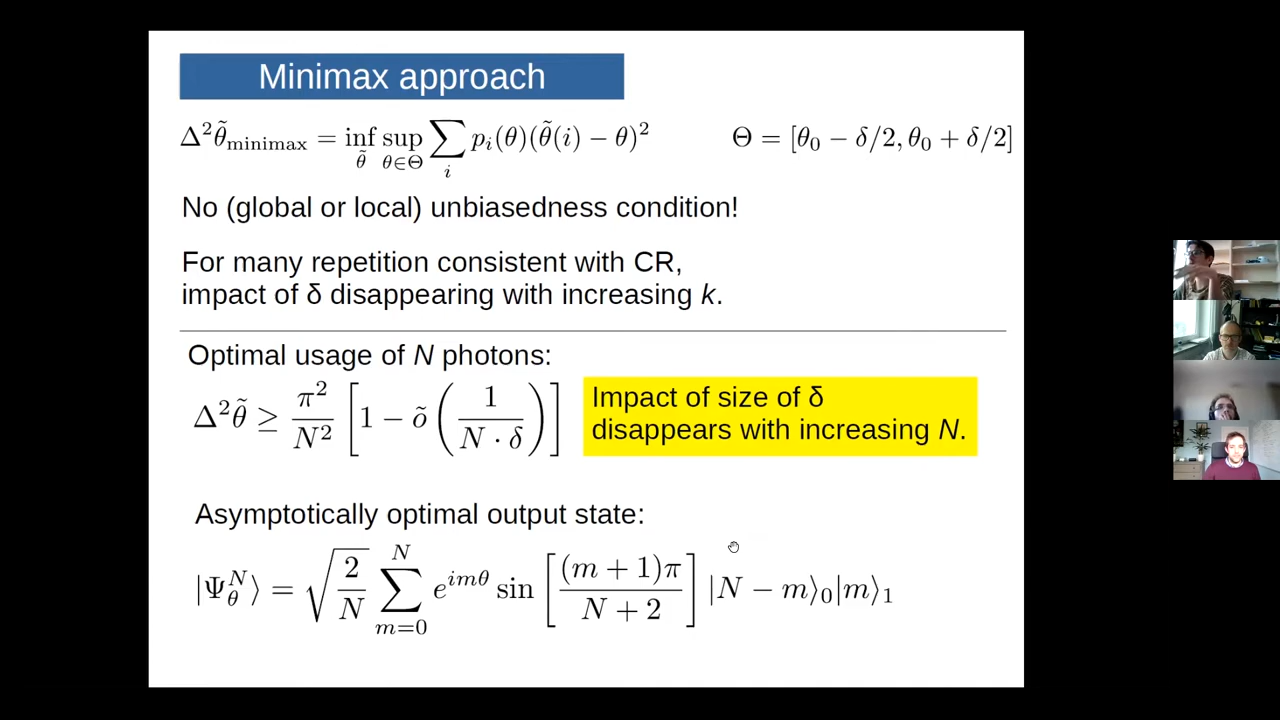 Minimax approach
Δ²θ̃_minimax = inf_θ̃ sup_{θ∈Θ} ∑_i p_i(θ)(θ̃(i) − θ)²    Θ = [θ₀ − δ/2, θ₀ + δ/2]
No (global or local) unbiasedness condition!
For many repetition consistent with CR,
impact of δ disappearing with increasing k.
Optimal usage of N photons:
Δ²θ̃ ≥ π²/N² [1 − õ(1/(N · δ))]
Impact of size of δ
disappears with increasing N.
Asymptotically optimal output state:
|Ψ_θ^N⟩ = √(2/N) ∑_{m=0}^{N} e^{imθ} sin[(m + 1)π/(N + 2)] |N − m⟩₀|m⟩₁